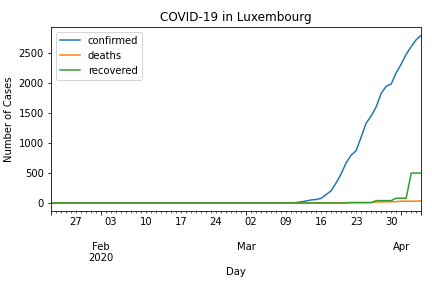 COVID-19 in Luxembourg
confirmed
deaths
recovered
Number of Cases
2500
2000
1500
1000
500
0
27 03 10 17 24 09 16 23 30
Feb Mar Apr
2020
Day